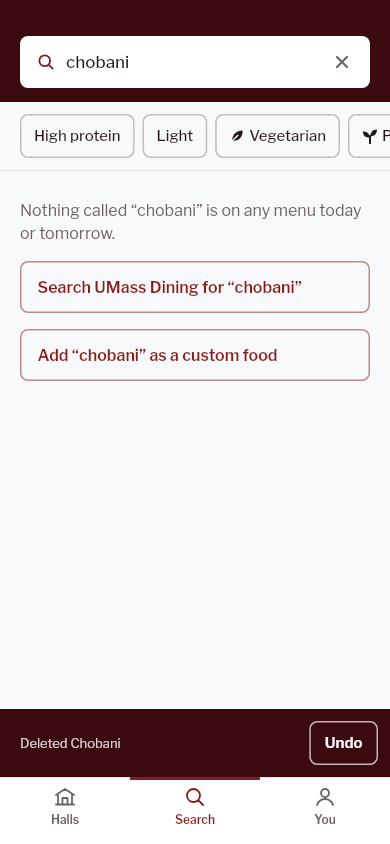 chobani
High protein
Light
Vegetarian
P
Nothing called “chobani” is on any menu today
or tomorrow.
Search UMass Dining for “chobani”
Add “chobani” as a custom food
Deleted Chobani
Undo
Halls
Search
You